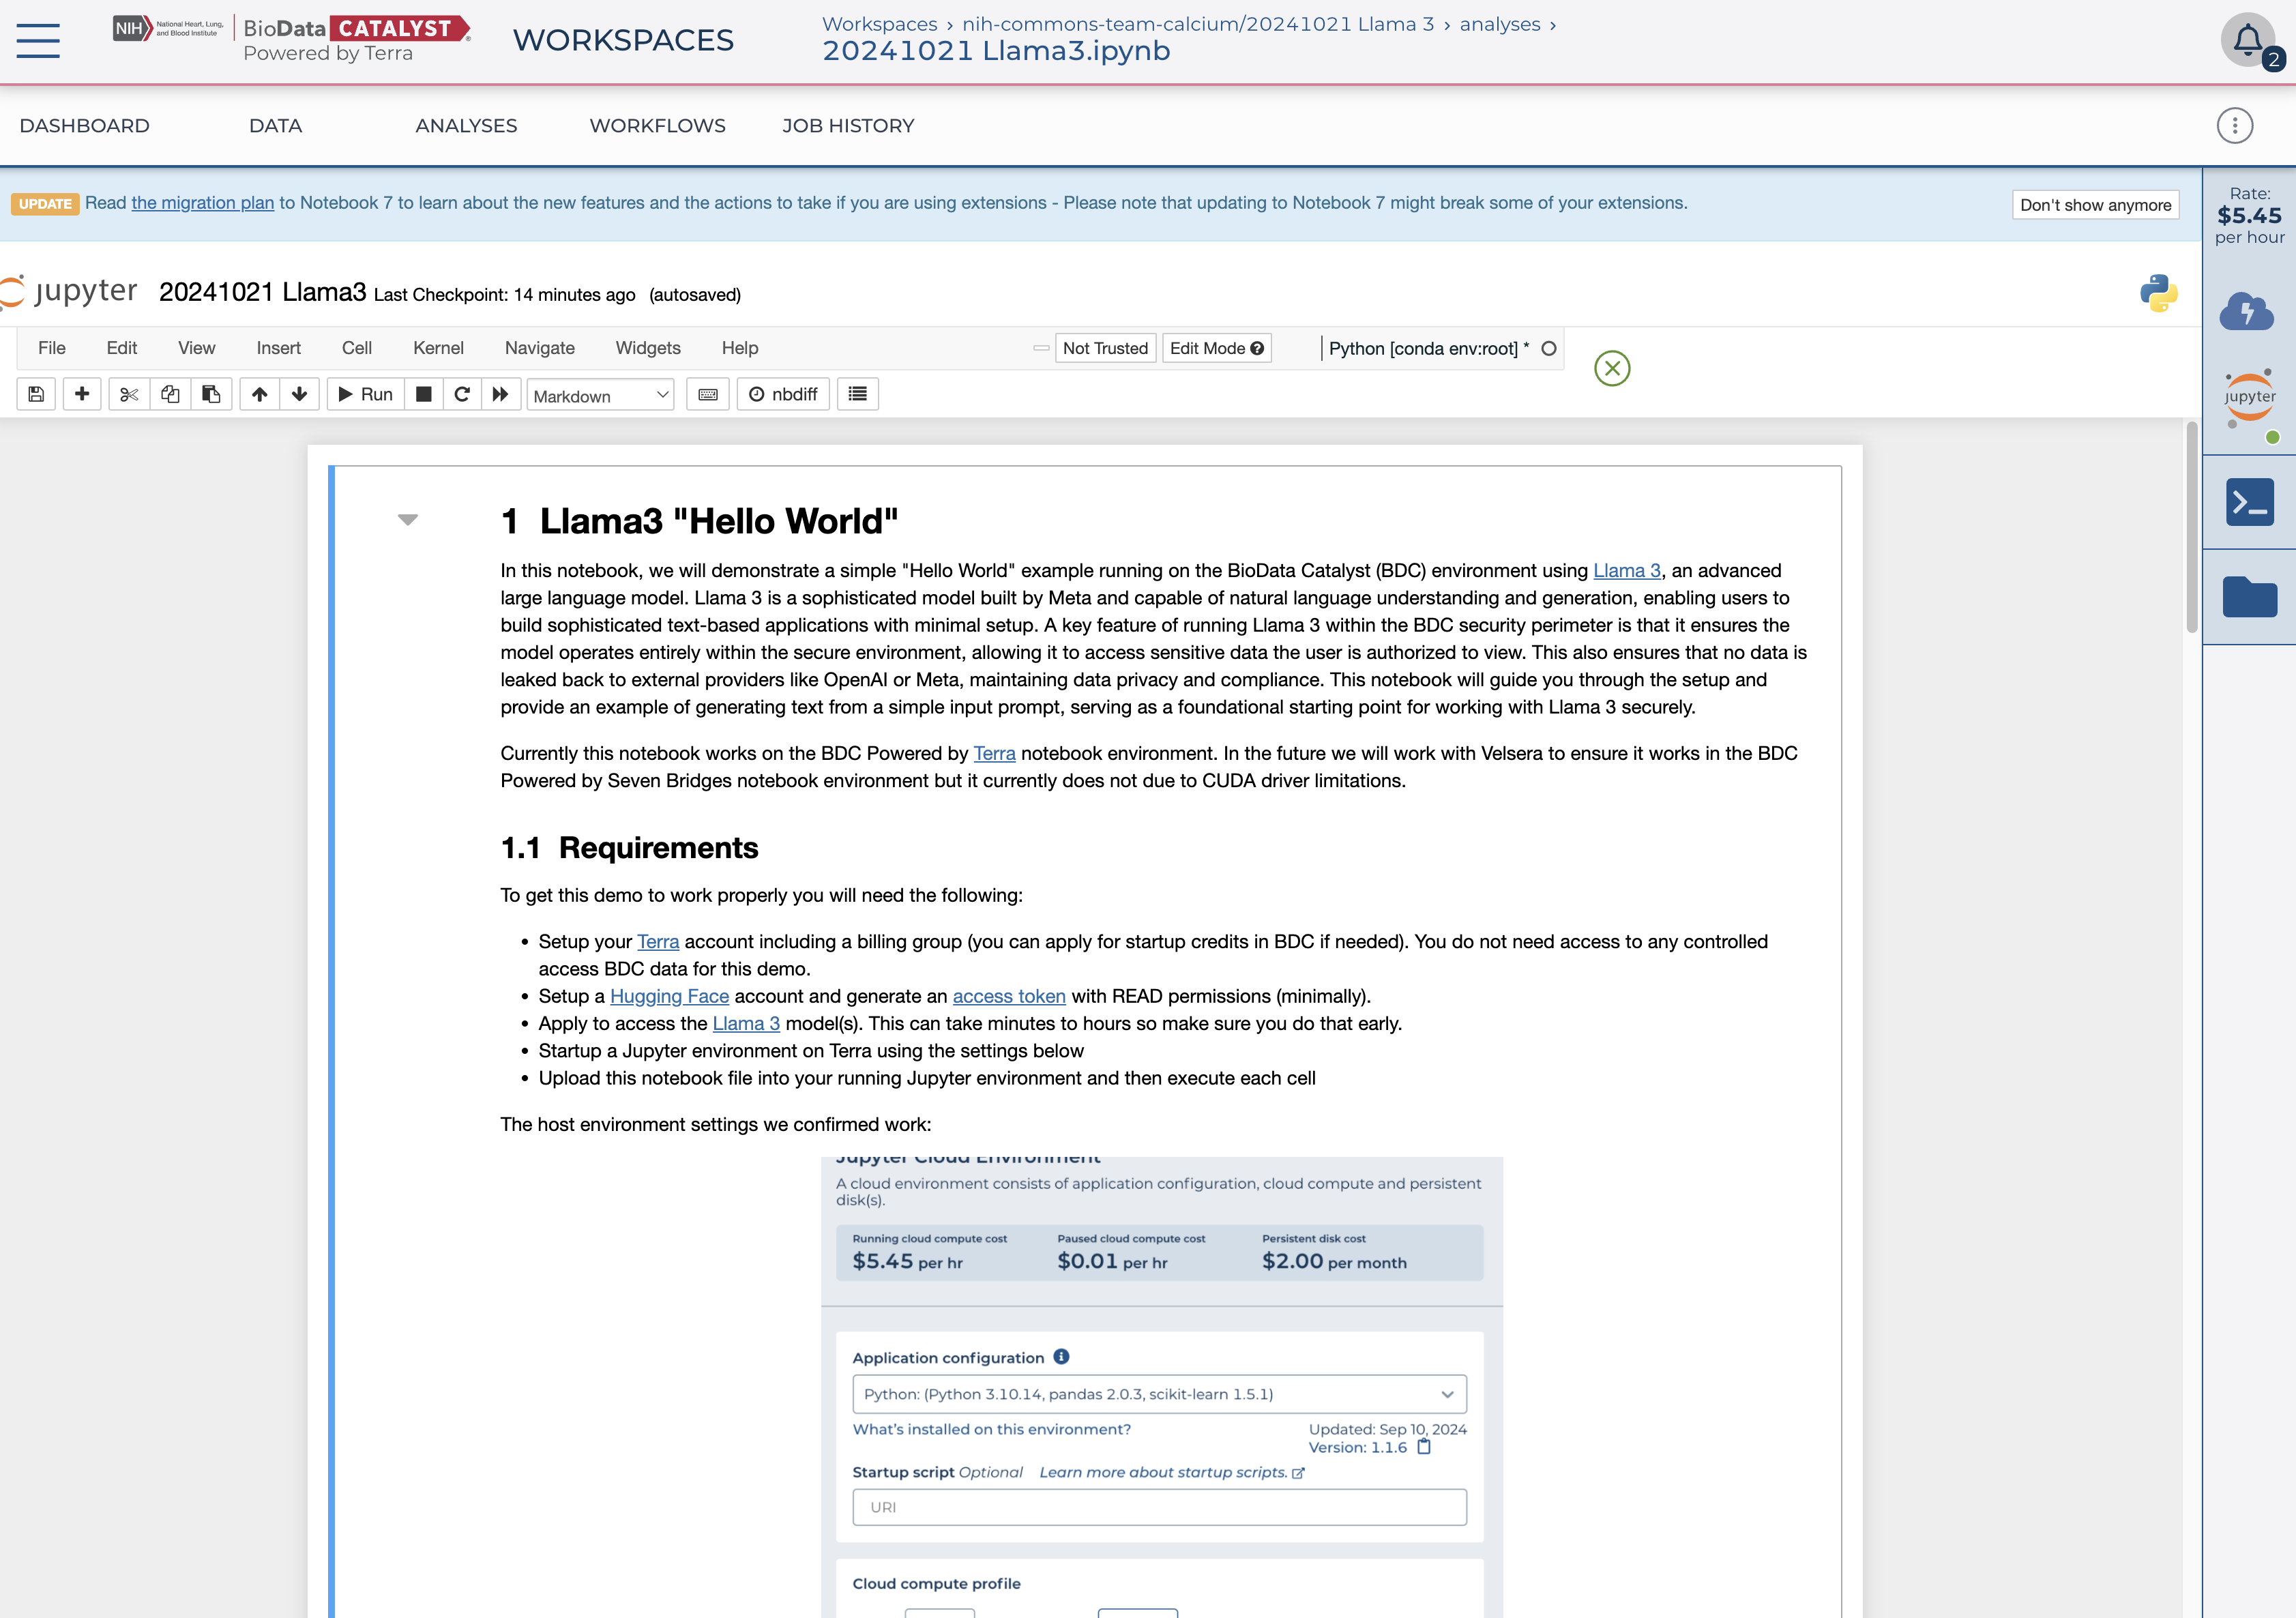 NIH National Heart, Lung, and Blood Institute
BioData CATALYST®
Powered by Terra
WORKSPACES
Workspaces › nih-commons-team-calcium/20241021 Llama 3 › analyses ›
20241021 Llama3.ipynb
2
DASHBOARD DATA ANALYSES WORKFLOWS JOB HISTORY
UPDATE Read the migration plan to Notebook 7 to learn about the new features and the actions to take if you are using extensions - Please note that updating to Notebook 7 might break some of your extensions.
Don't show anymore
Rate:
$5.45
per hour
jupyter 20241021 Llama3 Last Checkpoint: 14 minutes ago (autosaved)
File Edit View Insert Cell Kernel Navigate Widgets Help
Not Trusted Edit Mode Python [conda env:root] *
Run Markdown nbdiff
jupyter
1 Llama3 "Hello World"
In this notebook, we will demonstrate a simple "Hello World" example running on the BioData Catalyst (BDC) environment using Llama 3, an advanced
large language model. Llama 3 is a sophisticated model built by Meta and capable of natural language understanding and generation, enabling users to
build sophisticated text-based applications with minimal setup. A key feature of running Llama 3 within the BDC security perimeter is that it ensures the
model operates entirely within the secure environment, allowing it to access sensitive data the user is authorized to view. This also ensures that no data is
leaked back to external providers like OpenAI or Meta, maintaining data privacy and compliance. This notebook will guide you through the setup and
provide an example of generating text from a simple input prompt, serving as a foundational starting point for working with Llama 3 securely.
Currently this notebook works on the BDC Powered by Terra notebook environment. In the future we will work with Velsera to ensure it works in the BDC
Powered by Seven Bridges notebook environment but it currently does not due to CUDA driver limitations.
1.1 Requirements
To get this demo to work properly you will need the following:
• Setup your Terra account including a billing group (you can apply for startup credits in BDC if needed). You do not need access to any controlled
access BDC data for this demo.
• Setup a Hugging Face account and generate an access token with READ permissions (minimally).
• Apply to access the Llama 3 model(s). This can take minutes to hours so make sure you do that early.
• Startup a Jupyter environment on Terra using the settings below
• Upload this notebook file into your running Jupyter environment and then execute each cell
The host environment settings we confirmed work:
Jupyter Cloud Environment
A cloud environment consists of application configuration, cloud compute and persistent
disk(s).
Running cloud compute cost Paused cloud compute cost Persistent disk cost
$5.45 per hr $0.01 per hr $2.00 per month
Application configuration
Python: (Python 3.10.14, pandas 2.0.3, scikit-learn 1.5.1)
What's installed on this environment? Updated: Sep 10, 2024
Version: 1.1.6
Startup script Optional Learn more about startup scripts.
URI
Cloud compute profile